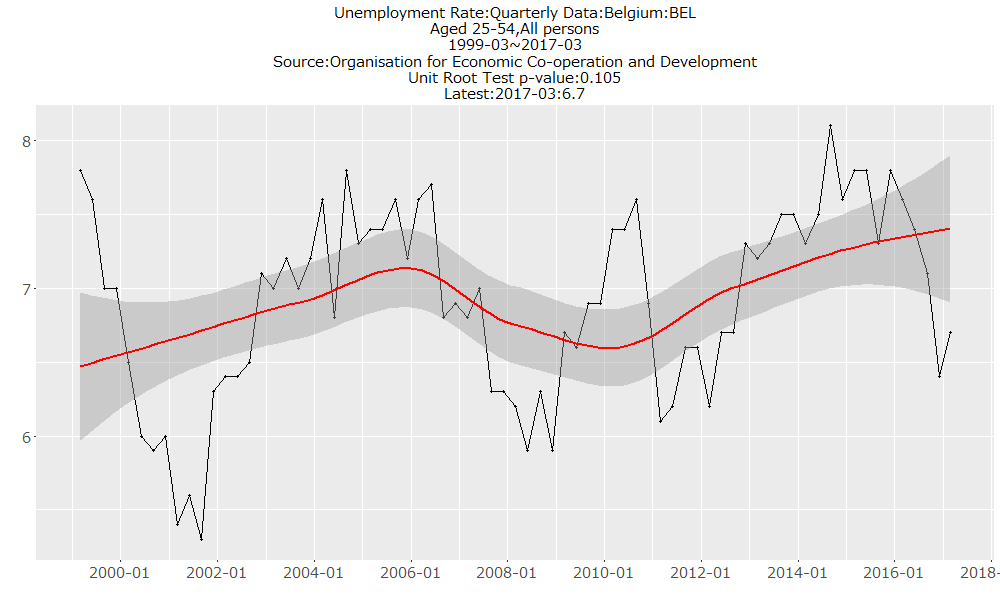 Unemployment Rate:Quarterly Data:Belgium:BEL
Aged 25-54,All persons
1999-03~2017-03
Source:Organisation for Economic Co-operation and Development
Unit Root Test p-value:0.105
Latest:2017-03:6.7
8
7
6
2000-01 2002-01 2004-01 2006-01 2008-01 2010-01 2012-01 2014-01 2016-01 2018-